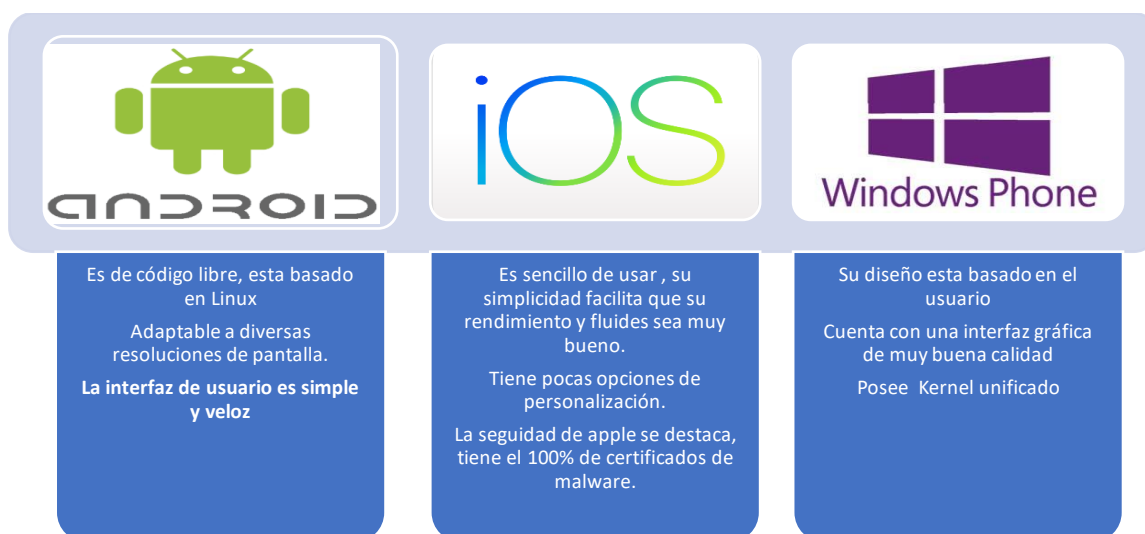 ANDROID
Es de código libre, esta basado
en Linux
Adaptable a diversas
resoluciones de pantalla.
La interfaz de usuario es simple
y veloz
iOS
Es sencillo de usar , su
simplicidad facilita que su
rendimiento y fluides sea muy
bueno.
Tiene pocas opciones de
personalización.
La seguidad de apple se destaca,
tiene el 100% de certificados de
malware.
Windows Phone
Su diseño esta basado en el
usuario
Cuenta con una interfaz gráfica
de muy buena calidad
Posee  Kernel unificado